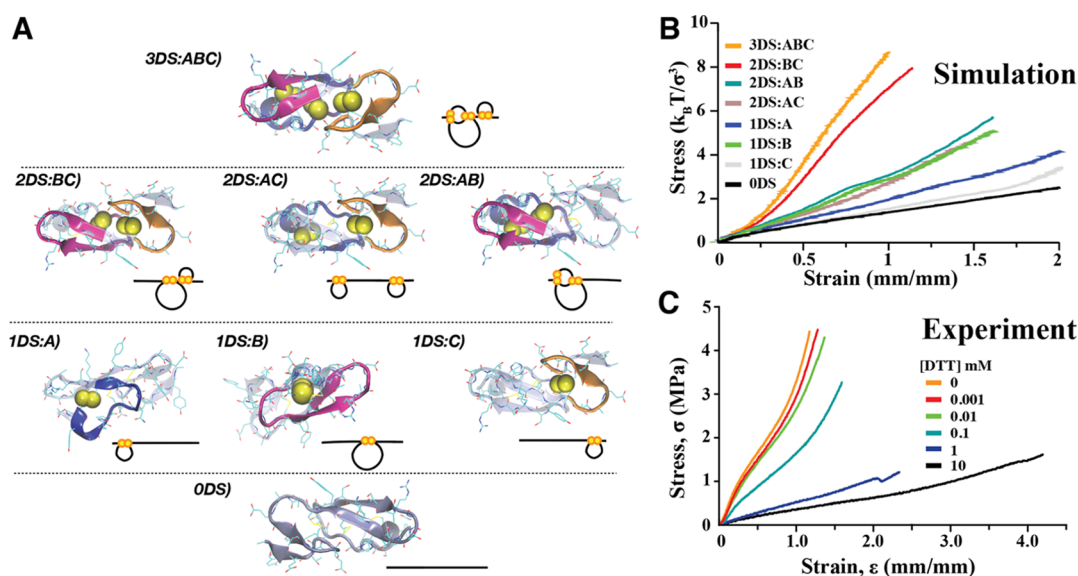 A
3DS:ABC)
2DS:BC)
2DS:AC)
2DS:AB)
1DS:A)
1DS:B)
1DS:C)
0DS)
B
Simulation
10
8
6
4
2
0
Stress (kBT/σ³)
3DS:ABC
2DS:BC
2DS:AB
2DS:AC
1DS:A
1DS:B
1DS:C
0DS
0.5
1
1.5
2
Strain (mm/mm)
C
Experiment
5
4
3
2
1
0
Stress, σ (MPa)
[DTT] mM
0
0.001
0.01
0.1
1
10
1.0
2.0
3.0
4.0
Strain, ε (mm/mm)